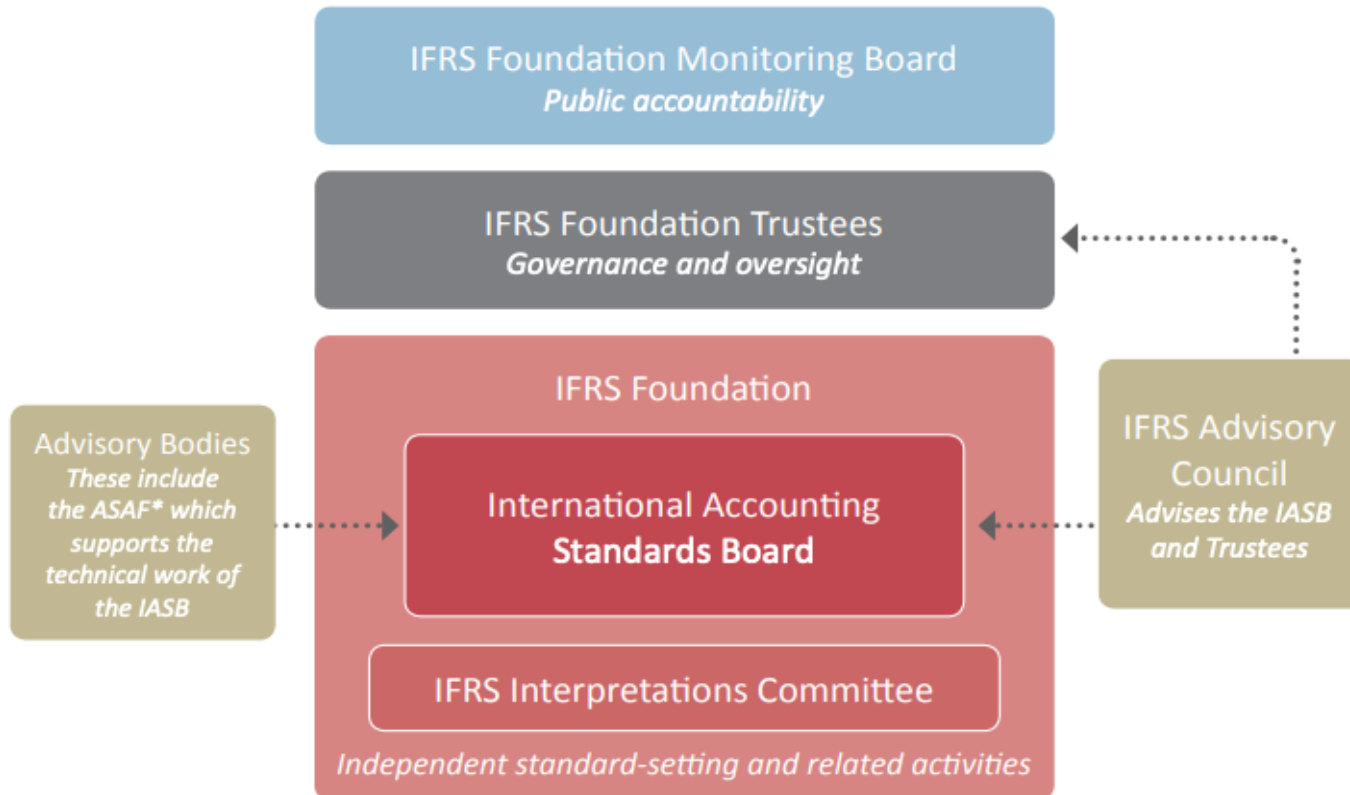 IFRS Foundation Monitoring Board
Public accountability
IFRS Foundation Trustees
Governance and oversight
IFRS Foundation
Advisory Bodies
These include
the ASAF* which
supports the
technical work of
the IASB
International Accounting
Standards Board
IFRS Advisory
Council
Advises the IASB
and Trustees
IFRS Interpretations Committee
Independent standard-setting and related activities